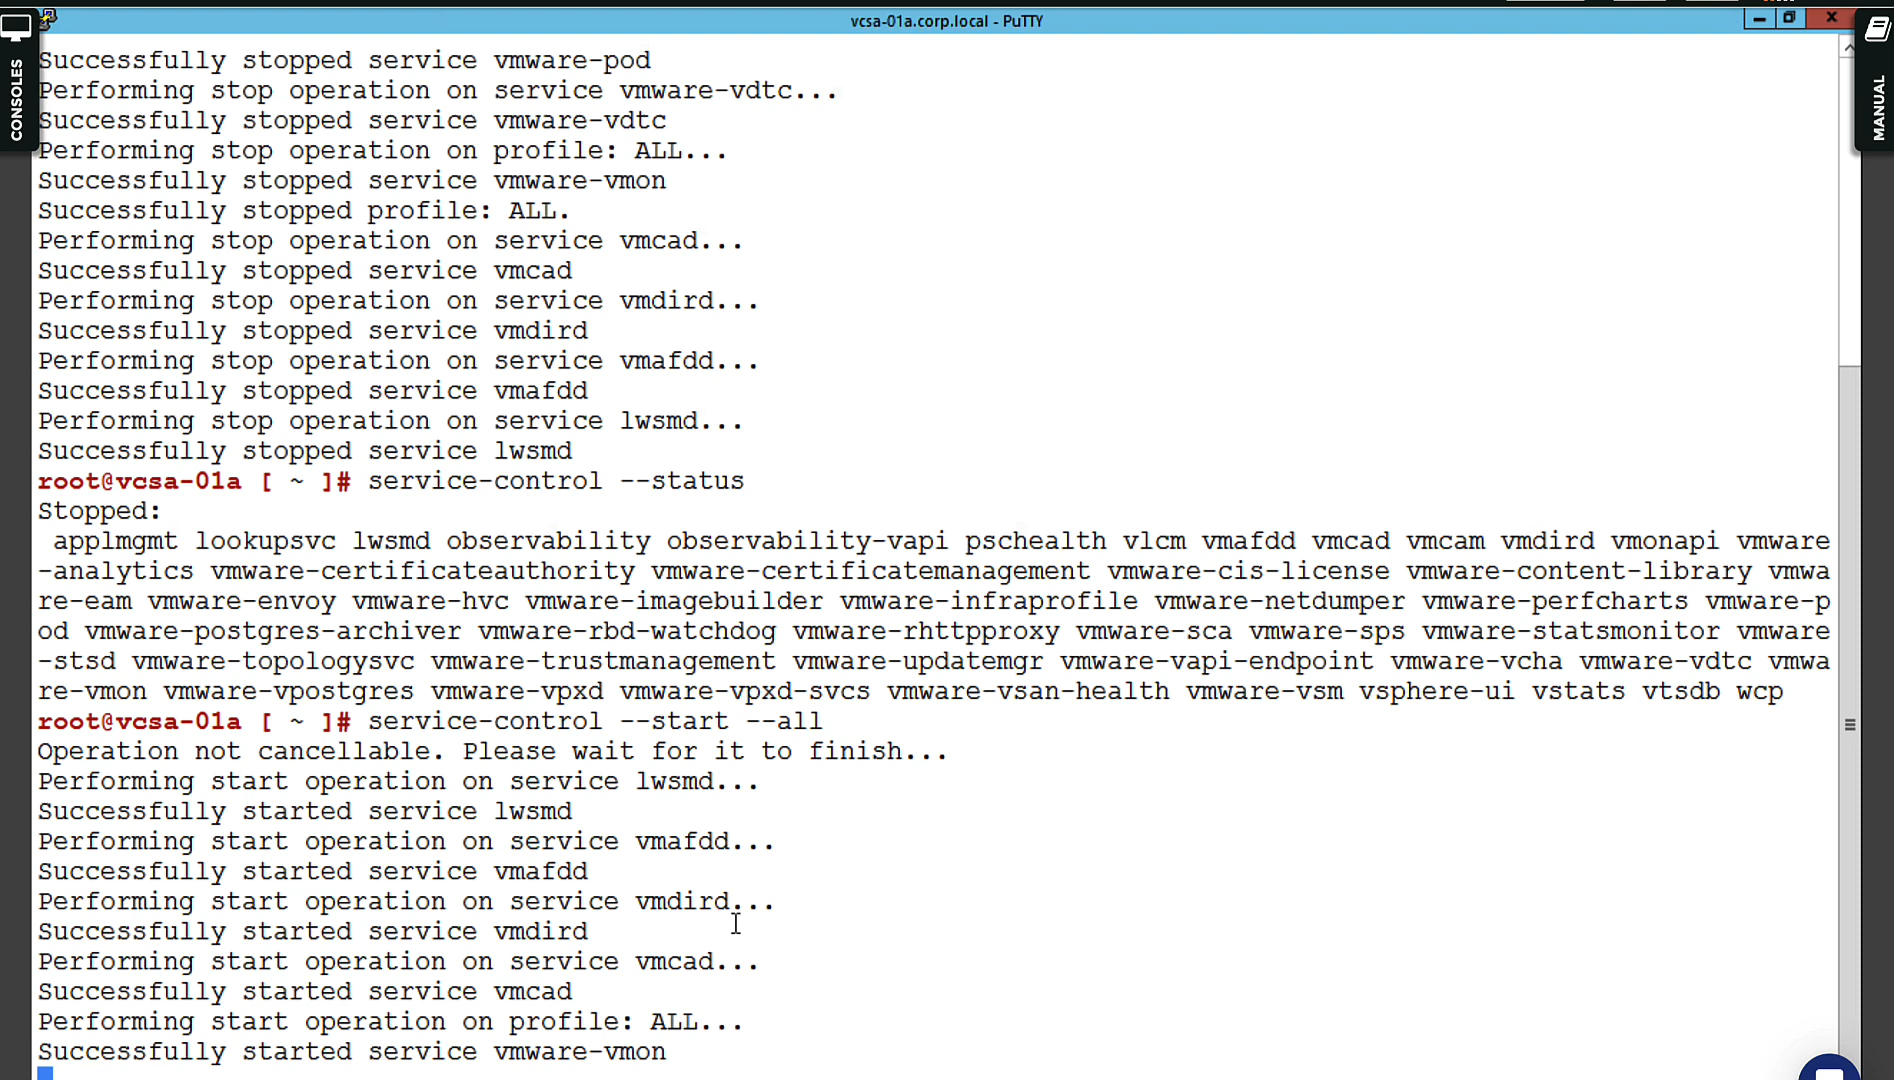 vcsa-01a.corp.local - PuTTY
CONSOLES
MANUAL
Successfully stopped service vmware-pod
Performing stop operation on service vmware-vdtc...
Successfully stopped service vmware-vdtc
Performing stop operation on profile: ALL...
Successfully stopped service vmware-vmon
Successfully stopped profile: ALL.
Performing stop operation on service vmcad...
Successfully stopped service vmcad
Performing stop operation on service vmdird...
Successfully stopped service vmdird
Performing stop operation on service vmafdd...
Successfully stopped service vmafdd
Performing stop operation on service lwsmd...
Successfully stopped service lwsmd
root@vcsa-01a [ ~ ]# service-control --status
Stopped:
 applmgmt lookupsvc lwsmd observability observability-vapi pschealth vlcm vmafdd vmcad vmcam vmdird vmonapi vmware
-analytics vmware-certificateauthority vmware-certificatemanagement vmware-cis-license vmware-content-library vmwa
re-eam vmware-envoy vmware-hvc vmware-imagebuilder vmware-infraprofile vmware-netdumper vmware-perfcharts vmware-p
od vmware-postgres-archiver vmware-rbd-watchdog vmware-rhttpproxy vmware-sca vmware-sps vmware-statsmonitor vmware
-stsd vmware-topologysvc vmware-trustmanagement vmware-updatemgr vmware-vapi-endpoint vmware-vcha vmware-vdtc vmwa
re-vmon vmware-vpostgres vmware-vpxd vmware-vpxd-svcs vmware-vsan-health vmware-vsm vsphere-ui vstats vtsdb wcp
root@vcsa-01a [ ~ ]# service-control --start --all
Operation not cancellable. Please wait for it to finish...
Performing start operation on service lwsmd...
Successfully started service lwsmd
Performing start operation on service vmafdd...
Successfully started service vmafdd
Performing start operation on service vmdird...
Successfully started service vmdird
Performing start operation on service vmcad...
Successfully started service vmcad
Performing start operation on profile: ALL...
Successfully started service vmware-vmon